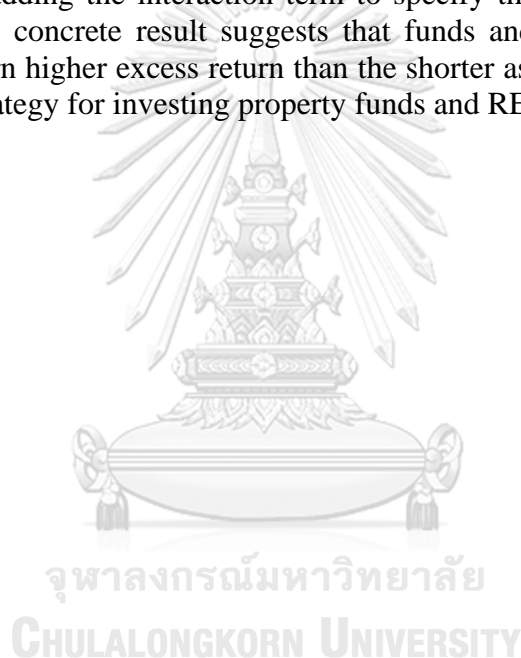 adding the interaction term to specify th
concrete result suggests that funds and
rn higher excess return than the shorter as
rategy for investing property funds and RE
จุฬาลงกรณ์มหาวิทยาลัย
CHULALONGKORN UNIVERSITY